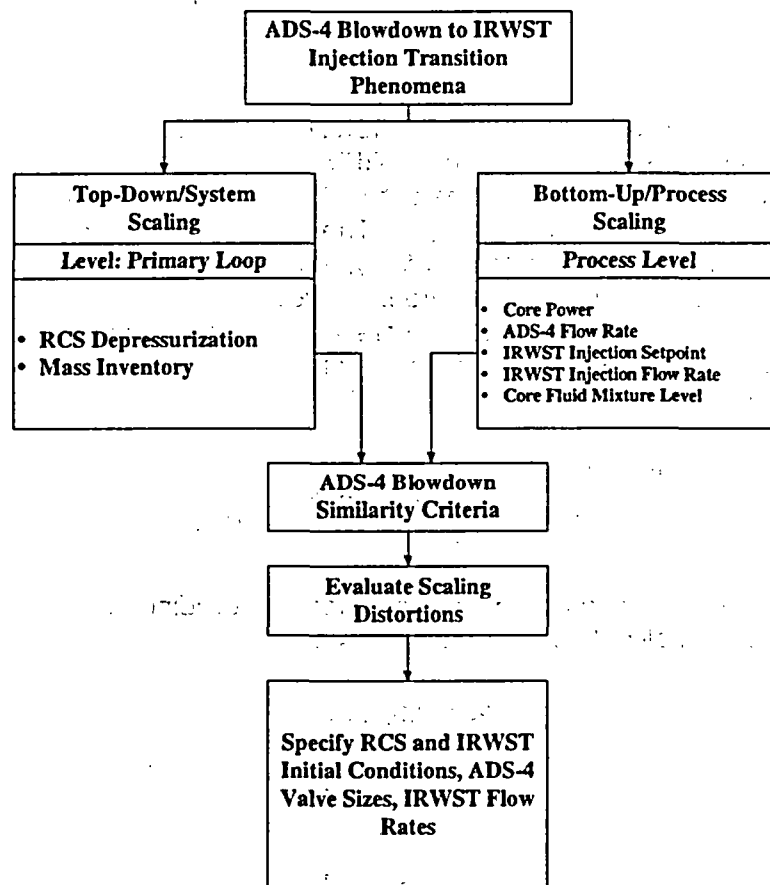 ADS-4 Blowdown to IRWST
Injection Transition
Phenomena
Top-Down/System
Scaling
Level: Primary Loop
• RCS Depressurization
• Mass Inventory
Bottom-Up/Process
Scaling
Process Level
• Core Power
• ADS-4 Flow Rate
• IRWST Injection Setpoint
• IRWST Injection Flow Rate
• Core Fluid Mixture Level
ADS-4 Blowdown
Similarity Criteria
Evaluate Scaling
Distortions
Specify RCS and IRWST
Initial Conditions, ADS-4
Valve Sizes, IRWST Flow
Rates